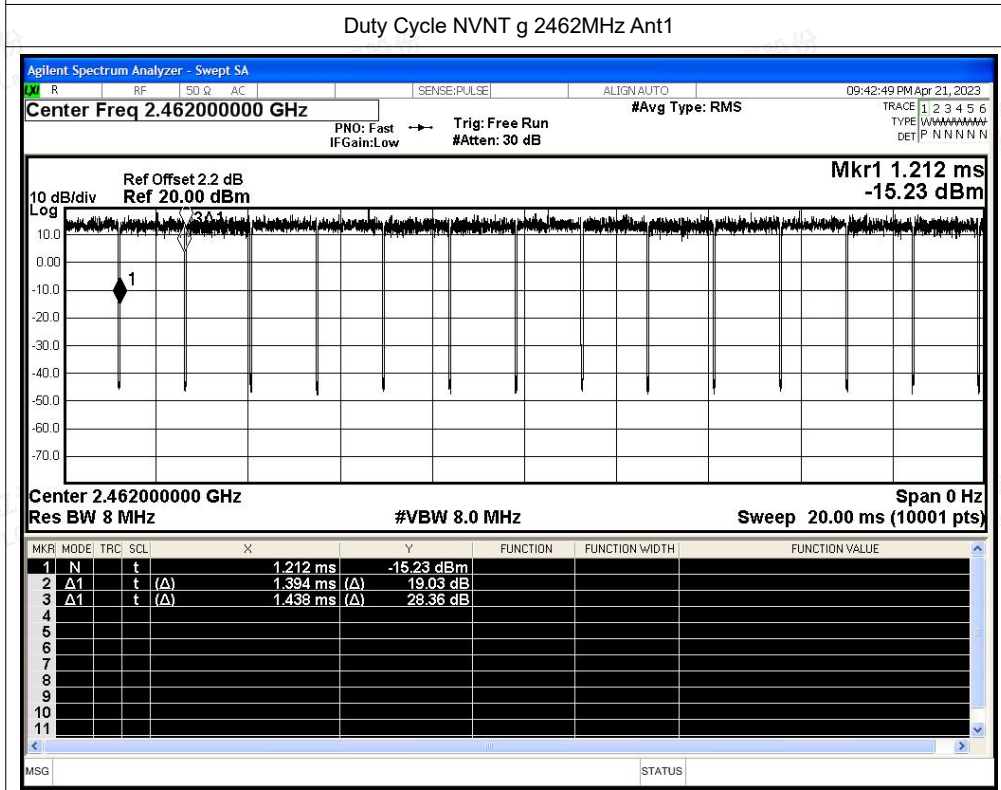 Duty Cycle NVNT g 2462MHz Ant1
Agilent Spectrum Analyzer - Swept SA
LXI R RF 50 Ω AC SENSE:PULSE ALIGN AUTO 09:42:49 PM Apr 21, 2023
Center Freq 2.462000000 GHz #Avg Type: RMS TRACE 1 2 3 4 5 6
PNO: Fast Trig: Free Run TYPE WWWWWW
IFGain:Low #Atten: 30 dB DET P N N N N N
Mkr1 1.212 ms
Ref Offset 2.2 dB
10 dB/div Ref 20.00 dBm -15.23 dBm
Log
3Δ1
10.0
0.00
1
-10.0
-20.0
-30.0
-40.0
-50.0
-60.0
-70.0
Center 2.462000000 GHz Span 0 Hz
Res BW 8 MHz #VBW 8.0 MHz Sweep 20.00 ms (10001 pts)
MKR MODE TRC SCL X Y FUNCTION FUNCTION WIDTH FUNCTION VALUE
1 N t 1.212 ms -15.23 dBm
2 Δ1 t (Δ) 1.394 ms (Δ) 19.03 dB
3 Δ1 t (Δ) 1.438 ms (Δ) 28.36 dB
4
5
6
7
8
9
10
11
MSG STATUS